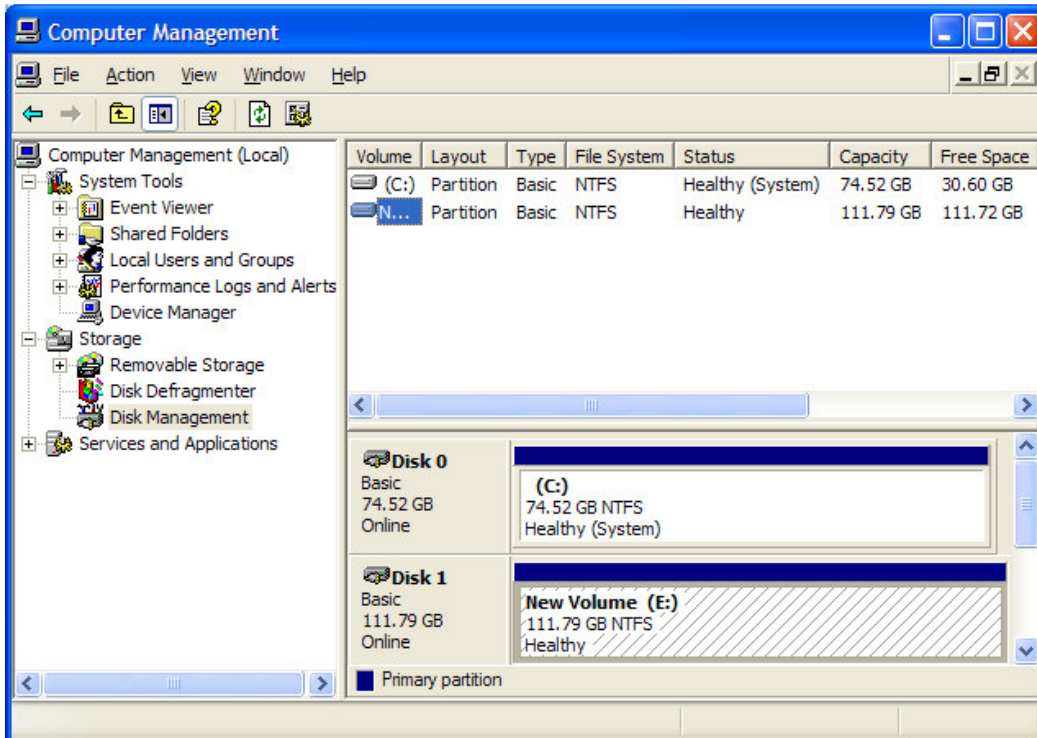 Computer Management
File Action View Window Help
Computer Management (Local)
System Tools
Event Viewer
Shared Folders
Local Users and Groups
Performance Logs and Alerts
Device Manager
Storage
Removable Storage
Disk Defragmenter
Disk Management
Services and Applications
Volume Layout Type File System Status Capacity Free Space
(C:) Partition Basic NTFS Healthy (System) 74.52 GB 30.60 GB
N... Partition Basic NTFS Healthy 111.79 GB 111.72 GB
Disk 0
Basic
74.52 GB
Online
(C:)
74.52 GB NTFS
Healthy (System)
Disk 1
Basic
111.79 GB
Online
New Volume (E:)
111.79 GB NTFS
Healthy
Primary partition